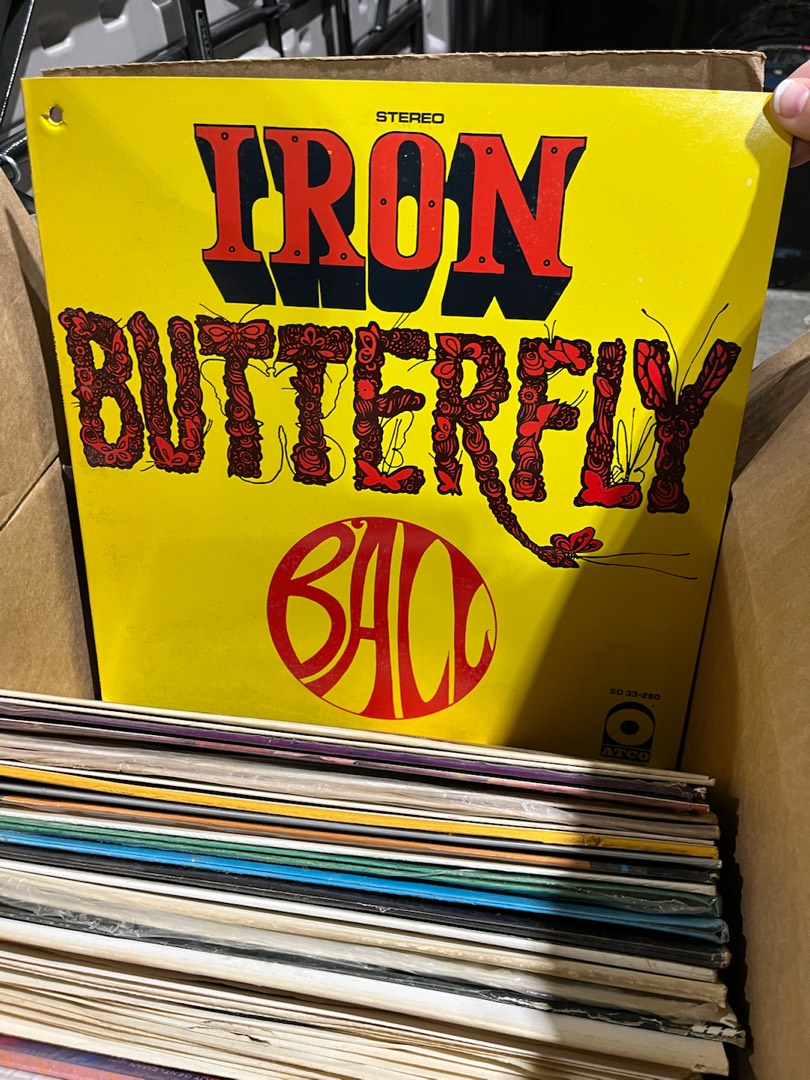 STEREO
IRON
BUTTERFLY
BALL
SD 33-280
ATCO